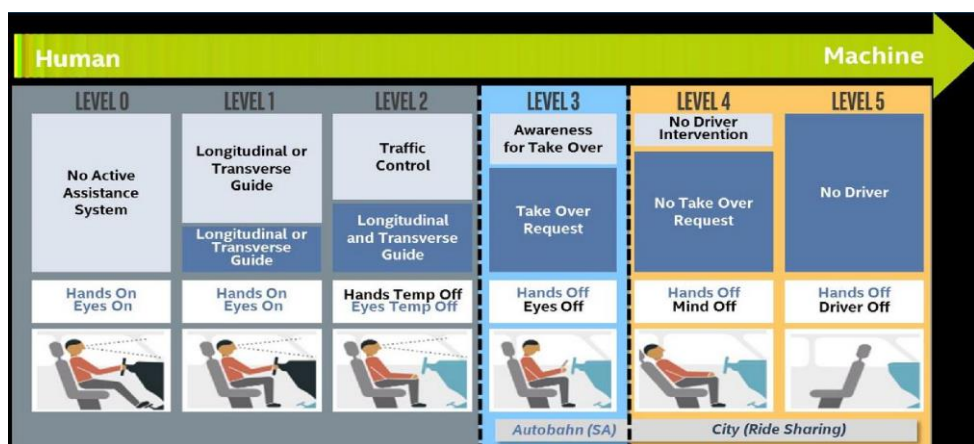 Human
Machine
LEVEL 0
LEVEL 1
LEVEL 2
LEVEL 3
LEVEL 4
LEVEL 5
No Active
Assistance
System
Longitudinal or
Transverse
Guide
Longitudinal or
Transverse
Guide
Traffic
Control
Longitudinal
and Transverse
Guide
Awareness
for Take Over
Take Over
Request
No Driver
Intervention
No Take Over
Request
No Driver
Hands On
Eyes On
Hands On
Eyes On
Hands Temp Off
Eyes Temp Off
Hands Off
Eyes Off
Hands Off
Mind Off
Hands Off
Driver Off
Autobahn (SA)
City (Ride Sharing)